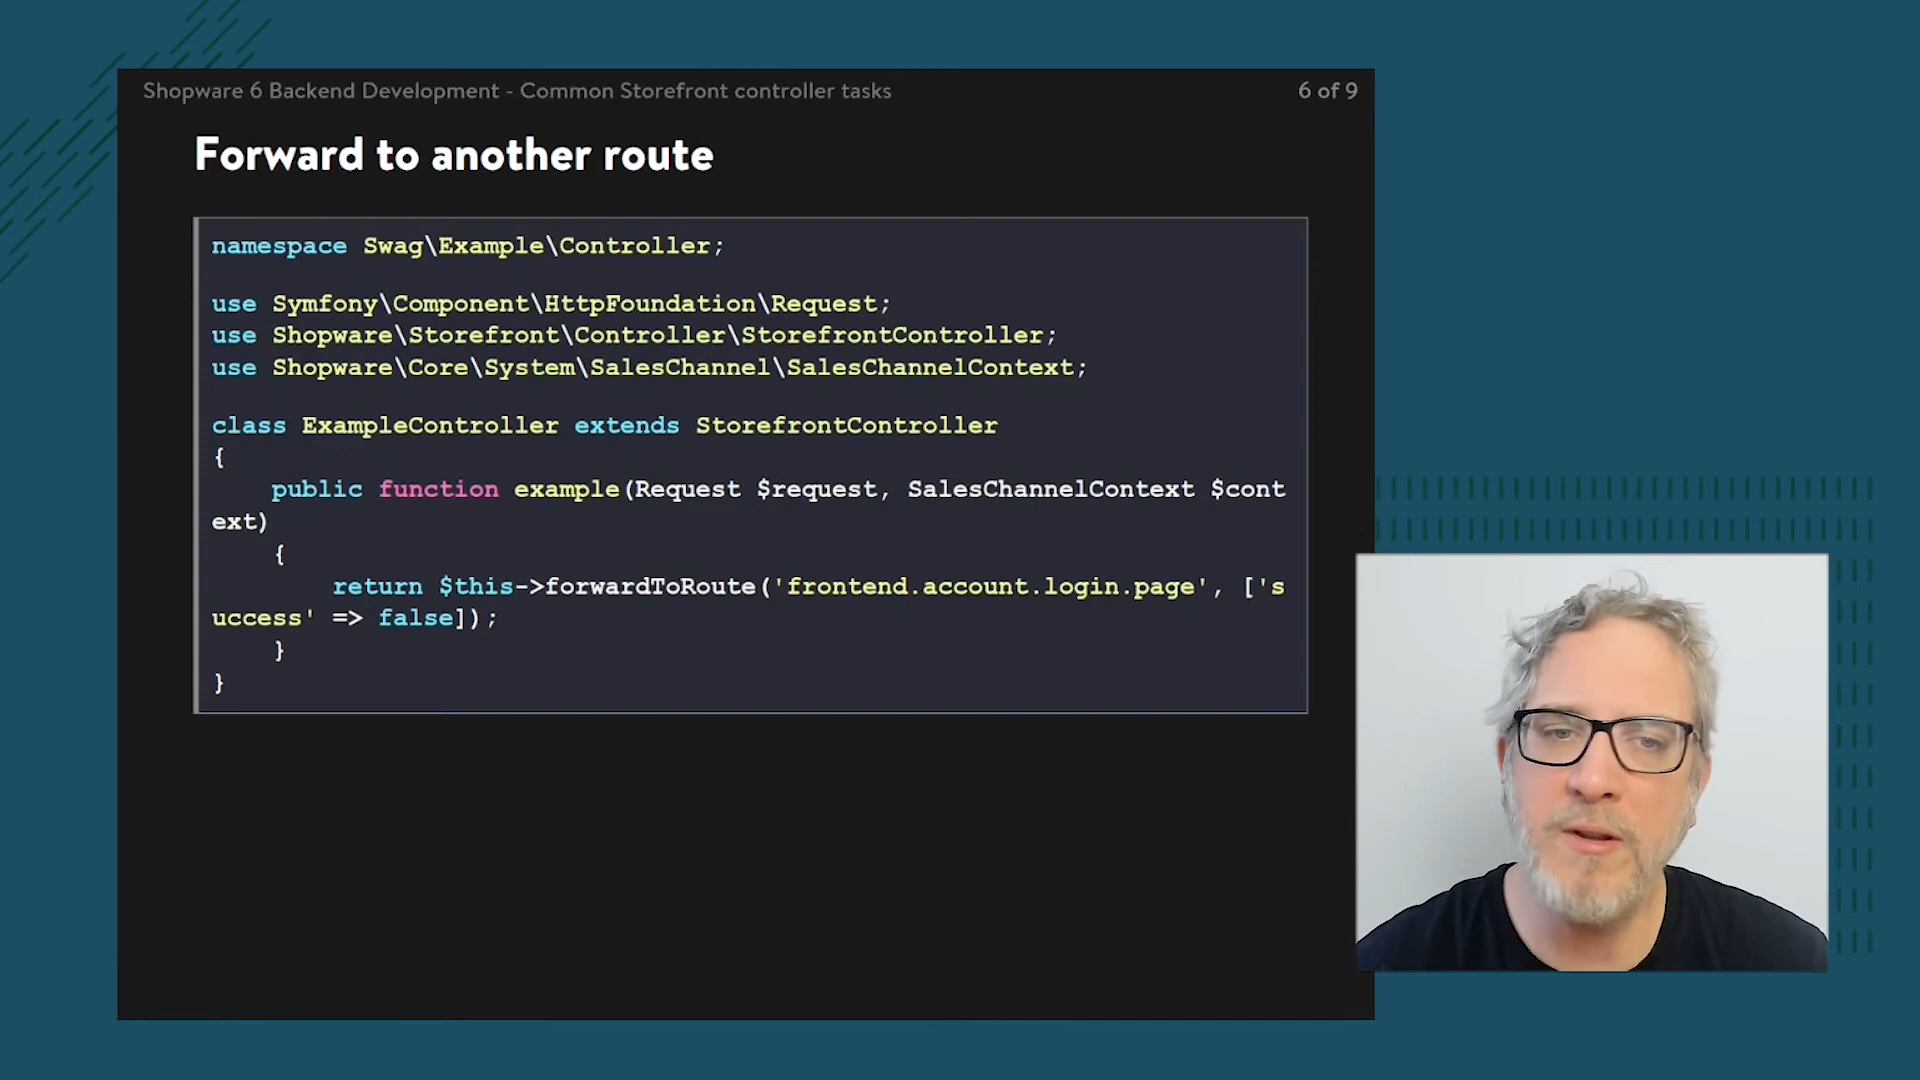 Shopware 6 Backend Development - Common Storefront controller tasks
6 of 9
Forward to another route
namespace Swag\Example\Controller;
use Symfony\Component\HttpFoundation\Request;
use Shopware\Storefront\Controller\StorefrontController;
use Shopware\Core\System\SalesChannel\SalesChannelContext;
class ExampleController extends StorefrontController
{
    public function example(Request $request, SalesChannelContext $cont
ext)
    {
        return $this->forwardToRoute('frontend.account.login.page', ['s
uccess' => false]);
    }
}